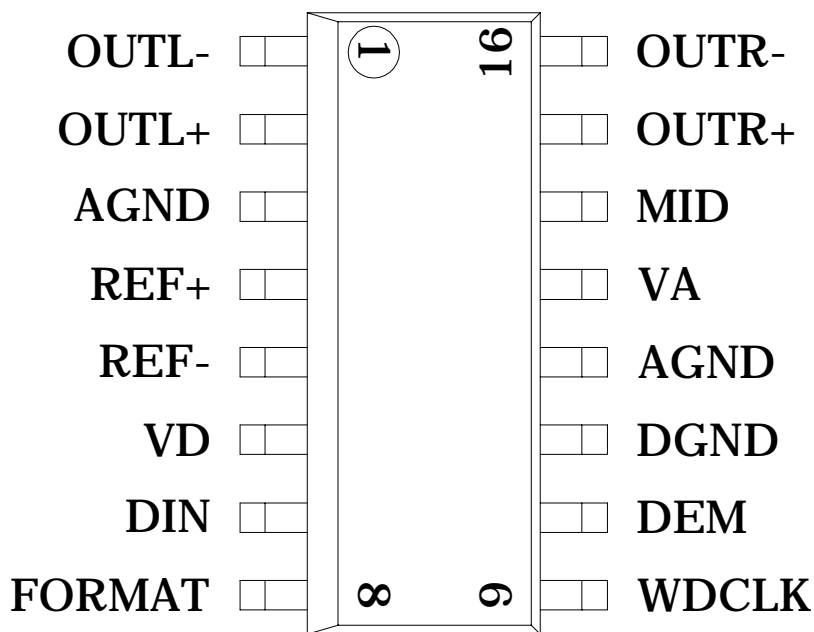 OUTL- 1 16 OUTR-
OUTL+ OUTR+
AGND MID
REF+ VA
REF- AGND
VD DGND
DIN DEM
FORMAT 8 9 WDCLK